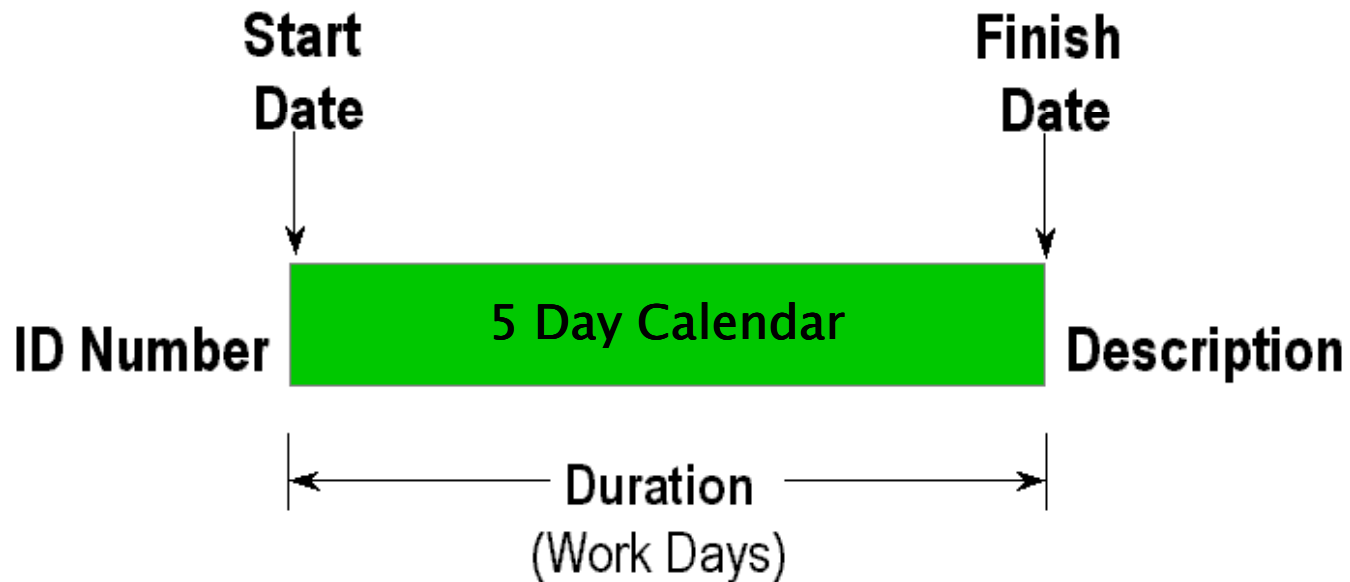 Start
Date
Finish
Date
ID Number
5 Day Calendar
Description
Duration
(Work Days)